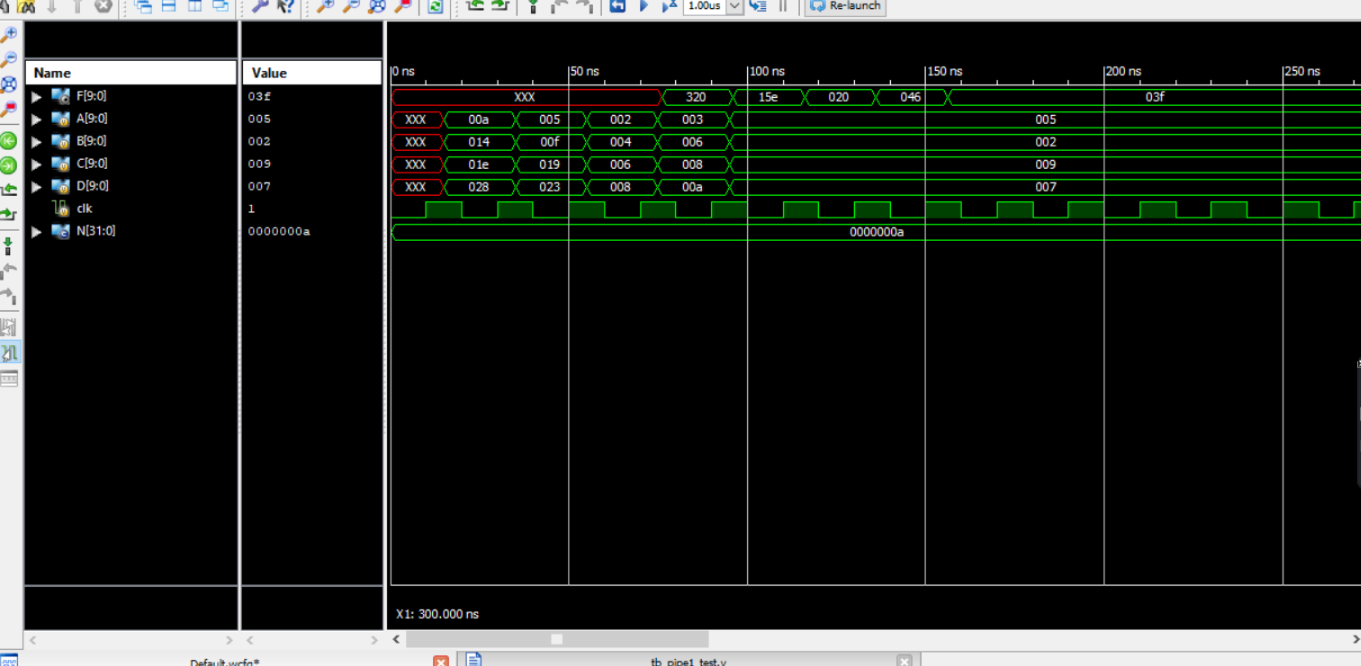 1.00us Re-launch
Name Value 0 ns 50 ns 100 ns 150 ns 200 ns 250 ns
F[9:0] 03f XXX 320 15e 020 046 03f
A[9:0] 005 XXX 00a 005 002 003 005
B[9:0] 002 XXX 014 00f 004 006 002
C[9:0] 009 XXX 01e 019 006 008 009
D[9:0] 007 XXX 028 023 008 00a 007
clk 1
N[31:0] 0000000a 0000000a
X1: 300.000 ns
Default.wcfg* tb_pipe1_test.v